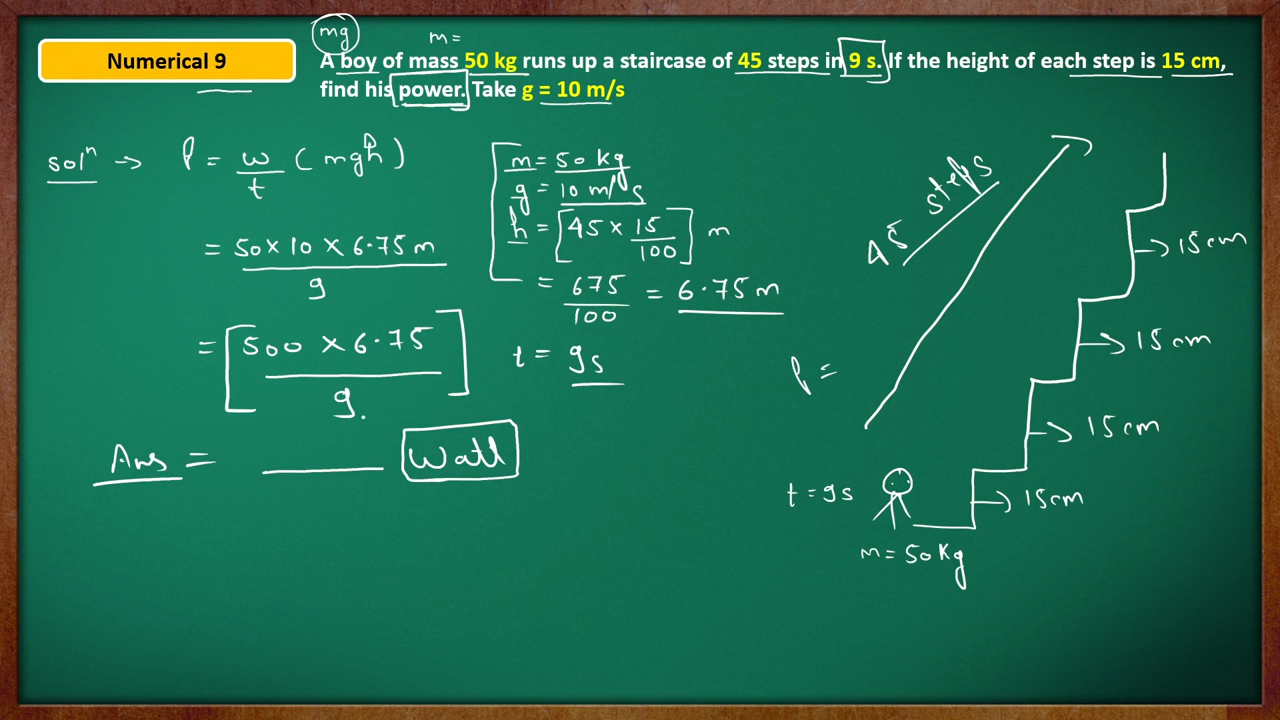 mg
m =
Numerical 9
A boy of mass 50 kg runs up a staircase of 45 steps in 9 s. If the height of each step is 15 cm,
find his power. Take g = 10 m/s
solⁿ → P = w/t (mgh)
= 50 × 10 × 6.75 m / 9
= [500 × 6.75 / 9.]
Ans = ______ Watt
m = 50 kg
g = 10 m/s
h = [45 × 15/100] m
= 675/100 = 6.75 m
t = 9s
45 steps
P =
15 cm
15 cm
15 cm
15 cm
t = 9s
m = 50 Kg